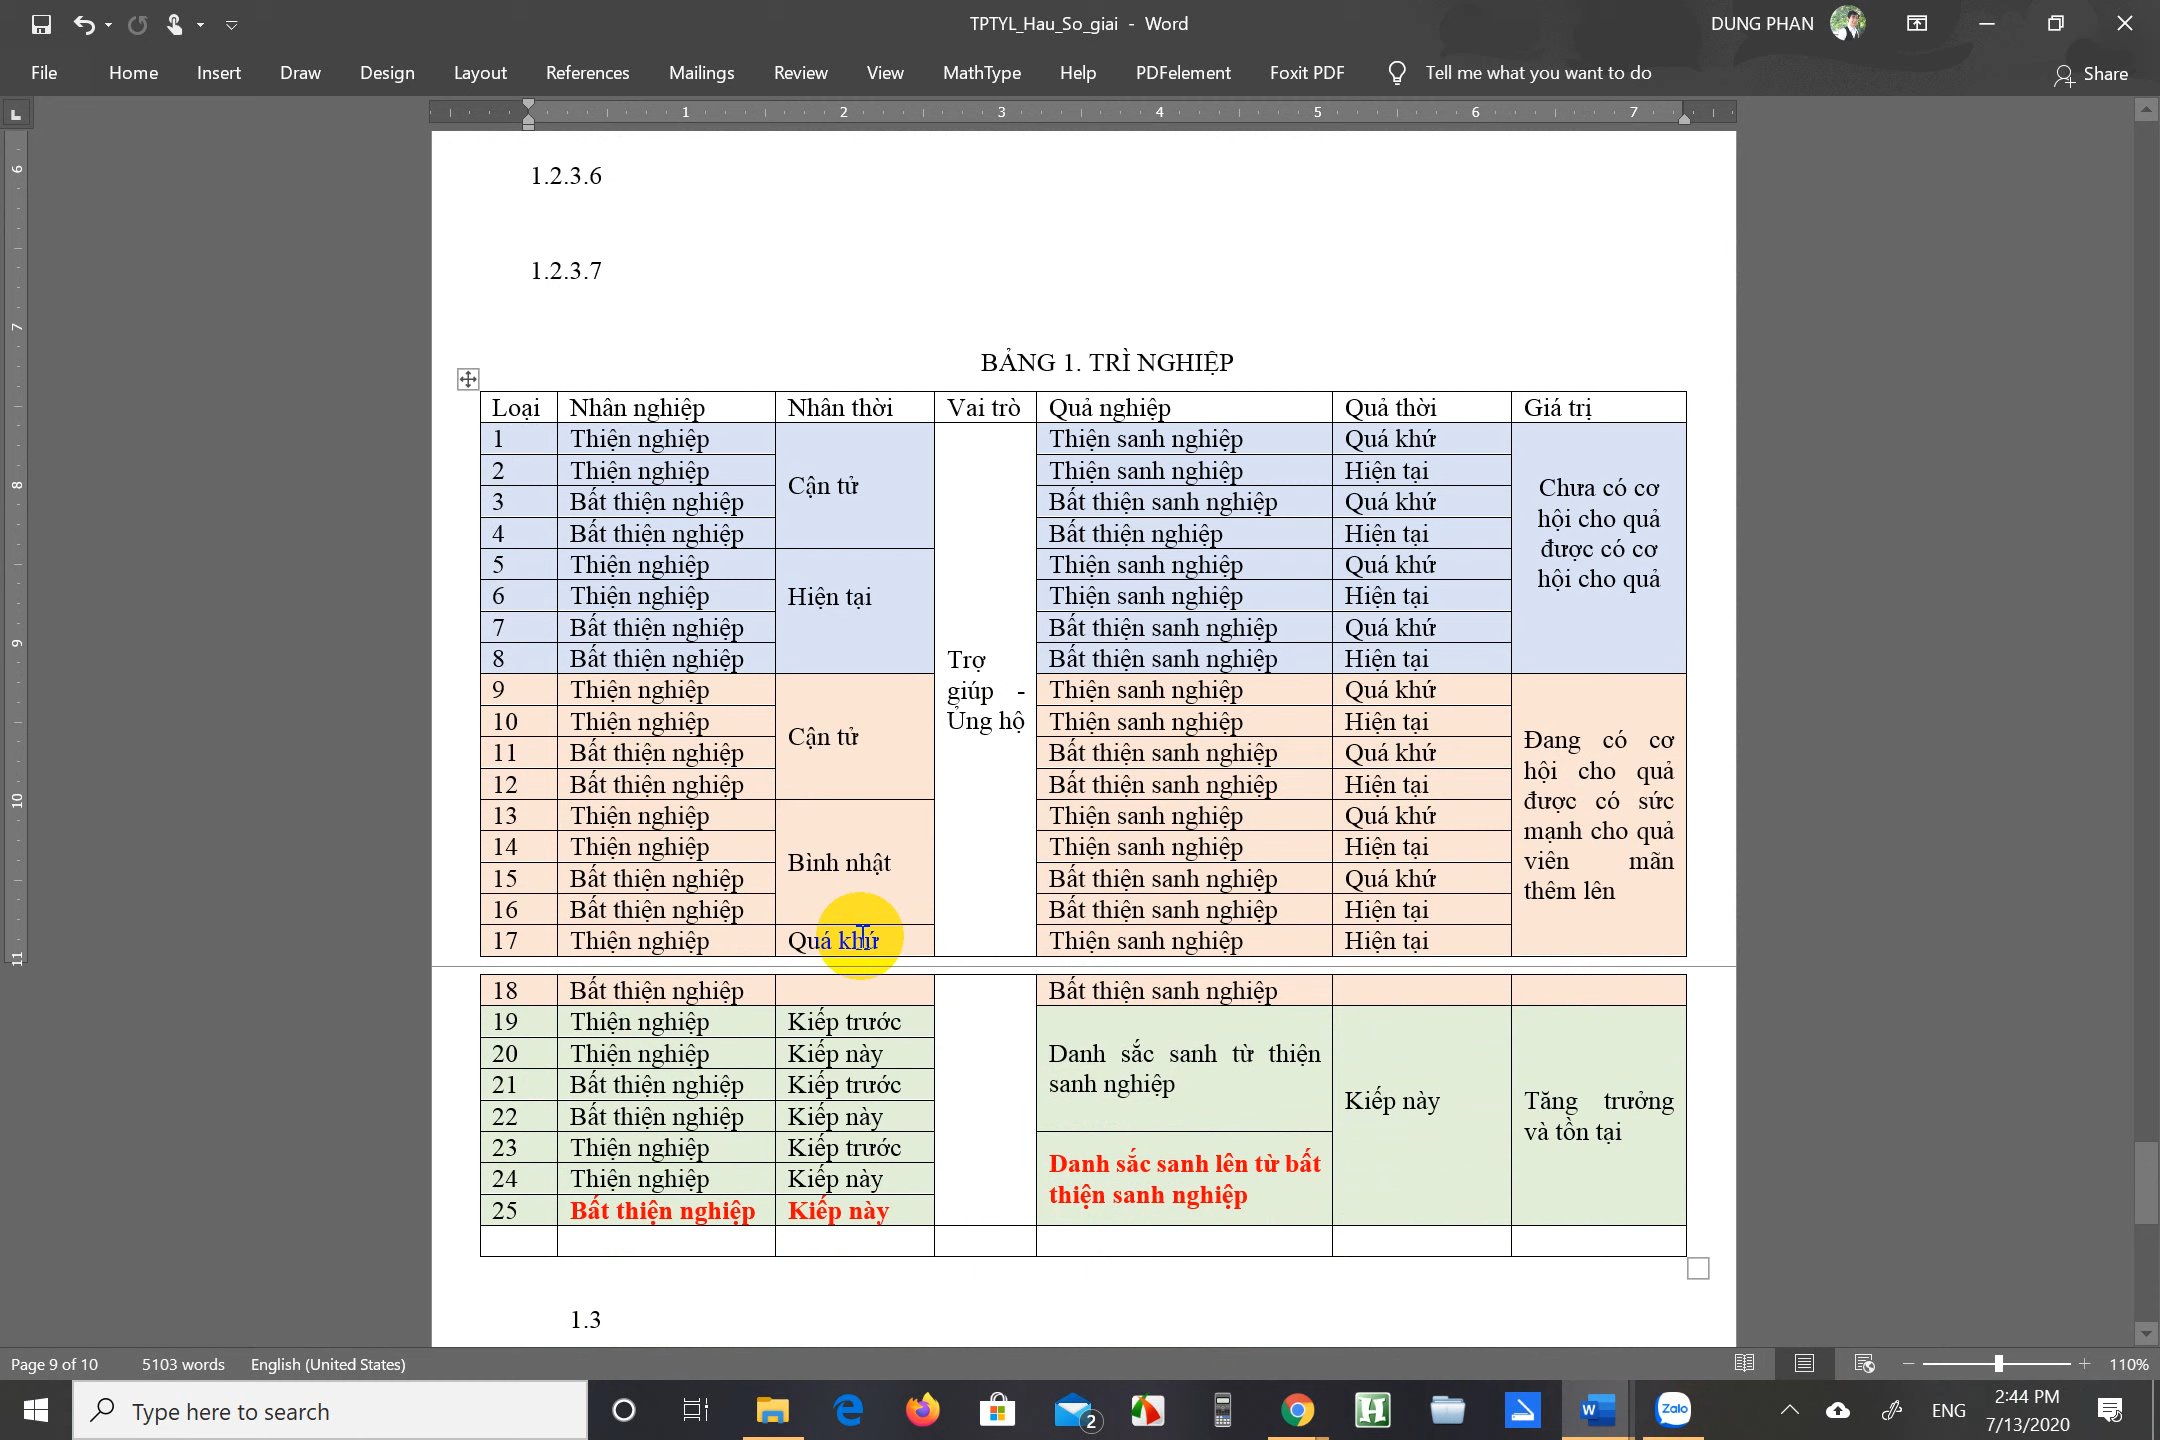 TPTYL_Hau_So_giai - Word
DUNG PHAN
File Home Insert Draw Design Layout References Mailings Review View MathType Help PDFelement Foxit PDF Tell me what you want to do Share
1 2 3 4 5 6 7
6 7 8 9 10 11
1.2.3.6
1.2.3.7
BẢNG 1. TRÌ NGHIỆP
Loại Nhân nghiệp Nhân thời Vai trò Quả nghiệp Quả thời Giá trị
1 Thiện nghiệp Thiện sanh nghiệp Quá khứ
2 Thiện nghiệp Thiện sanh nghiệp Hiện tại
Cận tử
3 Bất thiện nghiệp Bất thiện sanh nghiệp Quá khứ
4 Bất thiện nghiệp Bất thiện nghiệp Hiện tại
Chưa có cơ
hội cho quả
được có cơ
hội cho quả
5 Thiện nghiệp Thiện sanh nghiệp Quá khứ
6 Thiện nghiệp Hiện tại Thiện sanh nghiệp Hiện tại
7 Bất thiện nghiệp Bất thiện sanh nghiệp Quá khứ
8 Bất thiện nghiệp Bất thiện sanh nghiệp Hiện tại
Trợ
giúp -
Ủng hộ
9 Thiện nghiệp Thiện sanh nghiệp Quá khứ
10 Thiện nghiệp Thiện sanh nghiệp Hiện tại
Cận tử
11 Bất thiện nghiệp Bất thiện sanh nghiệp Quá khứ
12 Bất thiện nghiệp Bất thiện sanh nghiệp Hiện tại
Đang có cơ
hội cho quả
được có sức
mạnh cho quả
viên mãn
thêm lên
13 Thiện nghiệp Thiện sanh nghiệp Quá khứ
14 Thiện nghiệp Thiện sanh nghiệp Hiện tại
Bình nhật
15 Bất thiện nghiệp Bất thiện sanh nghiệp Quá khứ
16 Bất thiện nghiệp Bất thiện sanh nghiệp Hiện tại
17 Thiện nghiệp Quá khứ Thiện sanh nghiệp Hiện tại
18 Bất thiện nghiệp Bất thiện sanh nghiệp
19 Thiện nghiệp Kiếp trước
20 Thiện nghiệp Kiếp này
Danh sắc sanh từ thiện
sanh nghiệp
21 Bất thiện nghiệp Kiếp trước
22 Bất thiện nghiệp Kiếp này
Kiếp này
Tăng trưởng
và tồn tại
23 Thiện nghiệp Kiếp trước
24 Thiện nghiệp Kiếp này
Danh sắc sanh lên từ bất
thiện sanh nghiệp
25 Bất thiện nghiệp Kiếp này
1.3
Page 9 of 10 5103 words English (United States) 110%
Type here to search
2
Zalo
ENG
2:44 PM
7/13/2020